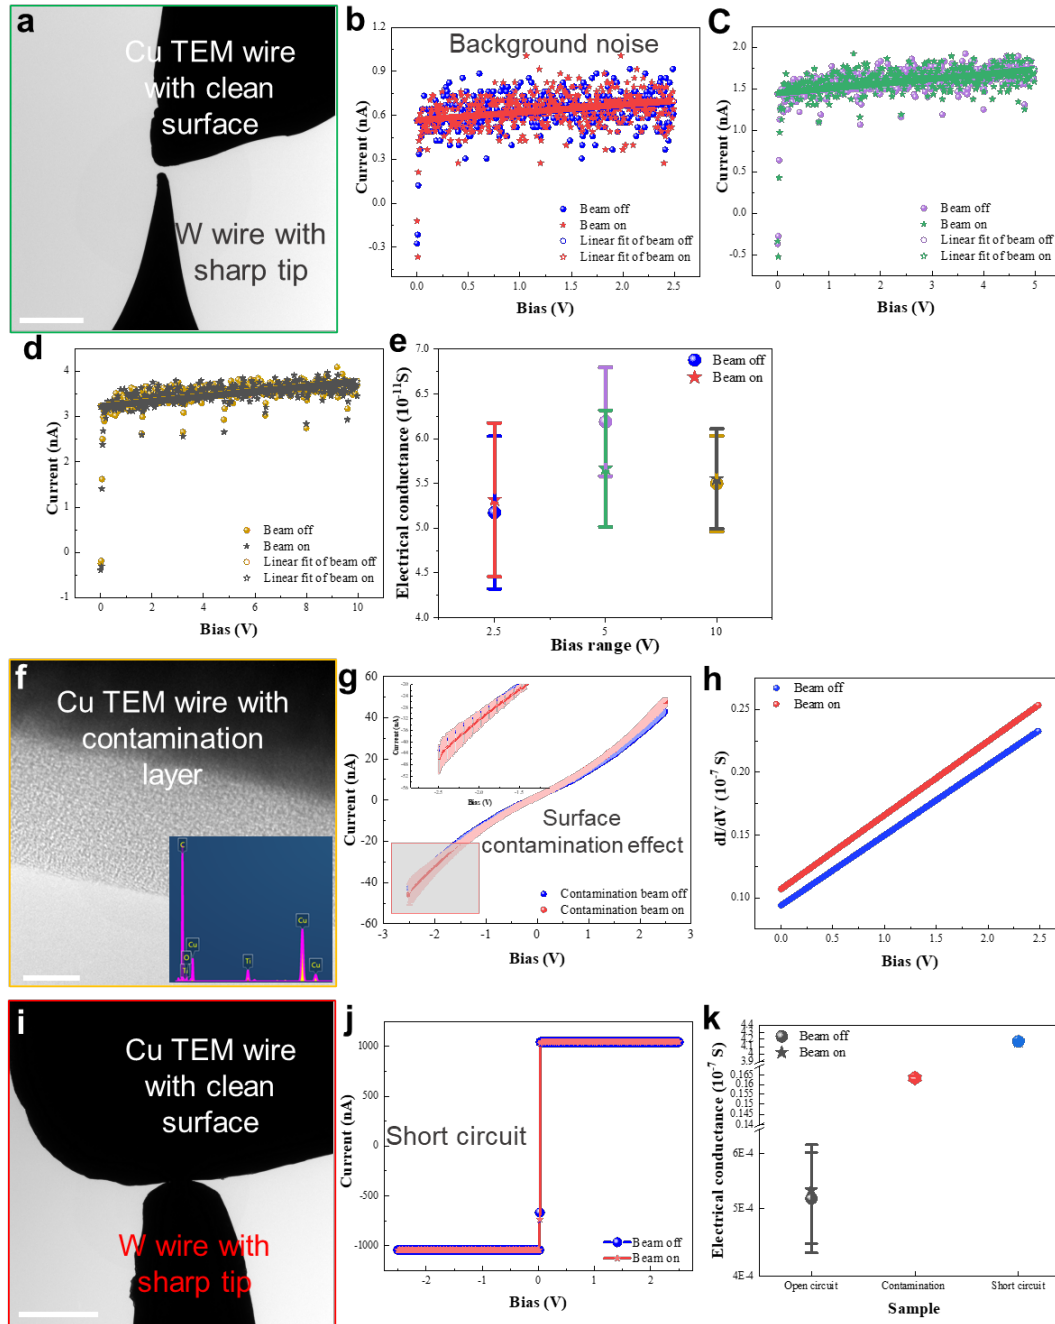 a
Cu TEM wire
with clean
surface
W wire with
sharp tip
b
Background noise
Current (nA)
1.2
0.9
0.6
0.3
0.0
-0.3
Beam off
Beam on
Linear fit of beam off
Linear fit of beam on
0.0 0.5 1.0 1.5 2.0 2.5
Bias (V)
C
Current (nA)
2.0
1.5
1.0
0.5
0.0
-0.5
Beam off
Beam on
Linear fit of beam off
Linear fit of beam on
0 1 2 3 4 5
Bias (V)
d
Current (nA)
4
3
2
1
0
-1
Beam off
Beam on
Linear fit of beam off
Linear fit of beam on
0 2 4 6 8 10
Bias (V)
e
Electrical conductance (10⁻¹¹S)
7.0
6.5
6.0
5.5
5.0
4.5
4.0
Beam off
Beam on
2.5 5 10
Bias range (V)
f
Cu TEM wire with
contamination
layer
C
O
Ti
Cu
Ti
Cu
Cu
g
Current (nA)
60
40
20
0
-20
-40
-60
Current (nA)
-2.5 -2.0 -1.5
Bias (V)
Surface
contamination effect
Contamination beam off
Contamination beam on
-3 -2 -1 0 1 2 3
Bias (V)
h
dI/dV (10⁻⁷ S)
0.25
0.20
0.15
0.10
Beam off
Beam on
0.0 0.5 1.0 1.5 2.0 2.5
Bias (V)
i
Cu TEM wire
with clean
surface
W wire with
sharp tip
j
Current (nA)
1000
500
0
-500
-1000
Short circuit
Beam off
Beam on
-2 -1 0 1 2
Bias (V)
k
Electrical conductance (10⁻⁷ S)
4.4
4.3
4.2
4.1
4
3.9
0.165
0.16
0.155
0.15
0.145
0.14
6E-4
5E-4
4E-4
Beam off
Beam on
Open circuit Contamination Short circuit
Sample